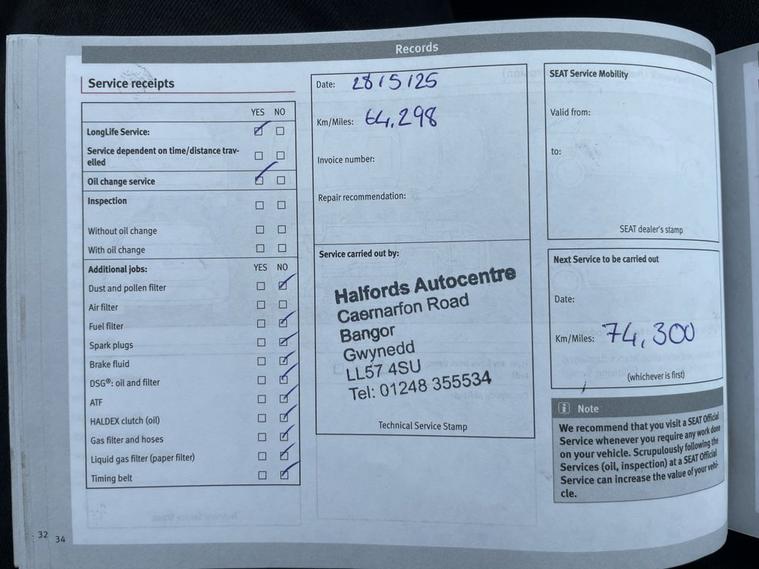 Records
Service receipts
YES NO
LongLife Service:
Service dependent on time/distance trav-
elled
Oil change service
Inspection
Without oil change
With oil change
Additional jobs: YES NO
Dust and pollen filter
Air filter
Fuel filter
Spark plugs
Brake fluid
DSG®: oil and filter
ATF
HALDEX clutch (oil)
Gas filter and hoses
Liquid gas filter (paper filter)
Timing belt
Date: 28/5/25
Km/Miles: 64,298
Invoice number:
Repair recommendation:
Service carried out by:
Halfords Autocentre
Caernarfon Road
Bangor
Gwynedd
LL57 4SU
Tel: 01248 355534
Technical Service Stamp
SEAT Service Mobility
Valid from:
to:
SEAT dealer's stamp
Next Service to be carried out
Date:
Km/Miles: 74,300
(whichever is first)
i Note
We recommend that you visit a SEAT Official
Service whenever you require any work done
on your vehicle. Scrupulously following the
Services (oil, inspection) at a SEAT Official
Service can increase the value of your vehi-
cle.
32 34